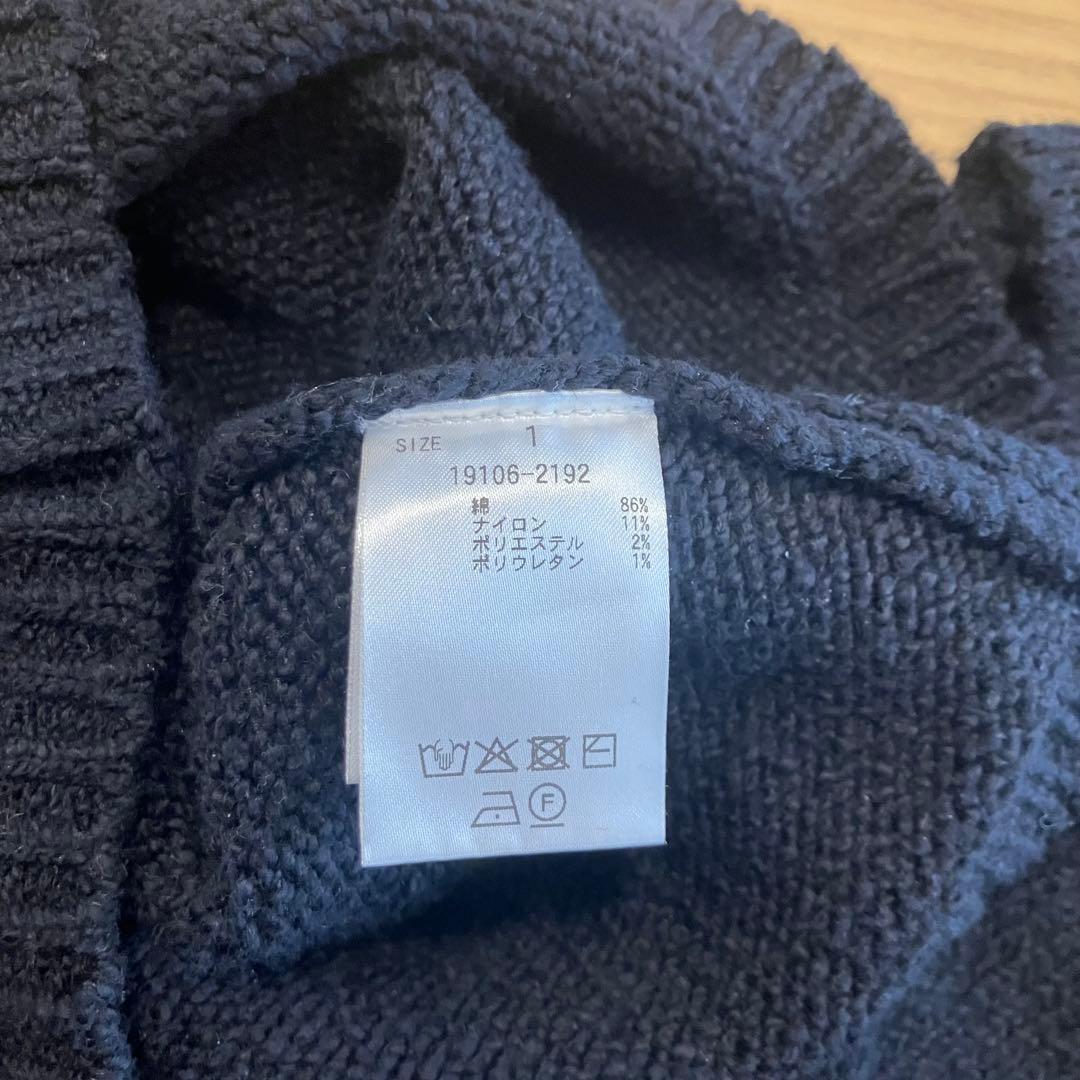 SIZE 1
19106-2192
綿 86%
ナイロン 11%
ポリエステル 2%
ポリウレタン 1%
F